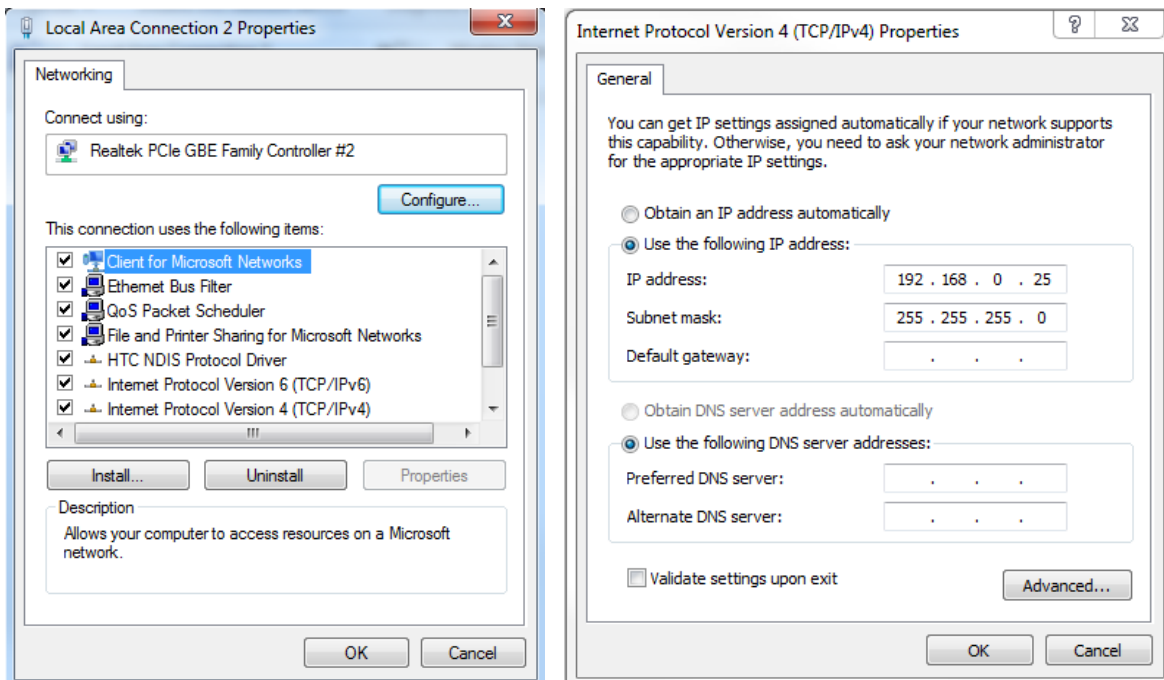 Local Area Connection 2 Properties
Networking
Connect using:
Realtek PCIe GBE Family Controller #2
Configure...
This connection uses the following items:
Client for Microsoft Networks
Ethernet Bus Filter
QoS Packet Scheduler
File and Printer Sharing for Microsoft Networks
HTC NDIS Protocol Driver
Internet Protocol Version 6 (TCP/IPv6)
Internet Protocol Version 4 (TCP/IPv4)
Install...
Uninstall
Properties
Description
Allows your computer to access resources on a Microsoft
network.
OK
Cancel
Internet Protocol Version 4 (TCP/IPv4) Properties
General
You can get IP settings assigned automatically if your network supports
this capability. Otherwise, you need to ask your network administrator
for the appropriate IP settings.
Obtain an IP address automatically
Use the following IP address:
IP address: 192 . 168 . 0 . 25
Subnet mask: 255 . 255 . 255 . 0
Default gateway: . . .
Obtain DNS server address automatically
Use the following DNS server addresses:
Preferred DNS server: . . .
Alternate DNS server: . . .
Validate settings upon exit
Advanced...
OK
Cancel